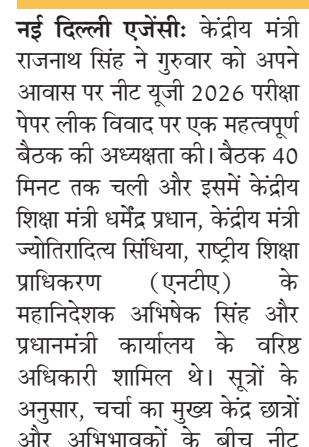 नई दिल्ली एजेंसी: केंद्रीय मंत्री
राजनाथ सिंह ने गुरुवार को अपने
आवास पर नीट यूजी 2026 परीक्षा
पेपर लीक विवाद पर एक महत्वपूर्ण
बैठक की अध्यक्षता की। बैठक 40
मिनट तक चली और इसमें केंद्रीय
शिक्षा मंत्री धर्मेंद्र प्रधान, केंद्रीय मंत्री
ज्योतिरादित्य सिंधिया, राष्ट्रीय शिक्षा
प्राधिकरण (एनटीए) के
महानिदेशक अभिषेक सिंह और
प्रधानमंत्री कार्यालय के वरिष्ठ
अधिकारी शामिल थे। सूत्रों के
अनुसार, चर्चा का मुख्य केंद्र छात्रों
और अभिभावकों के बीच नीट